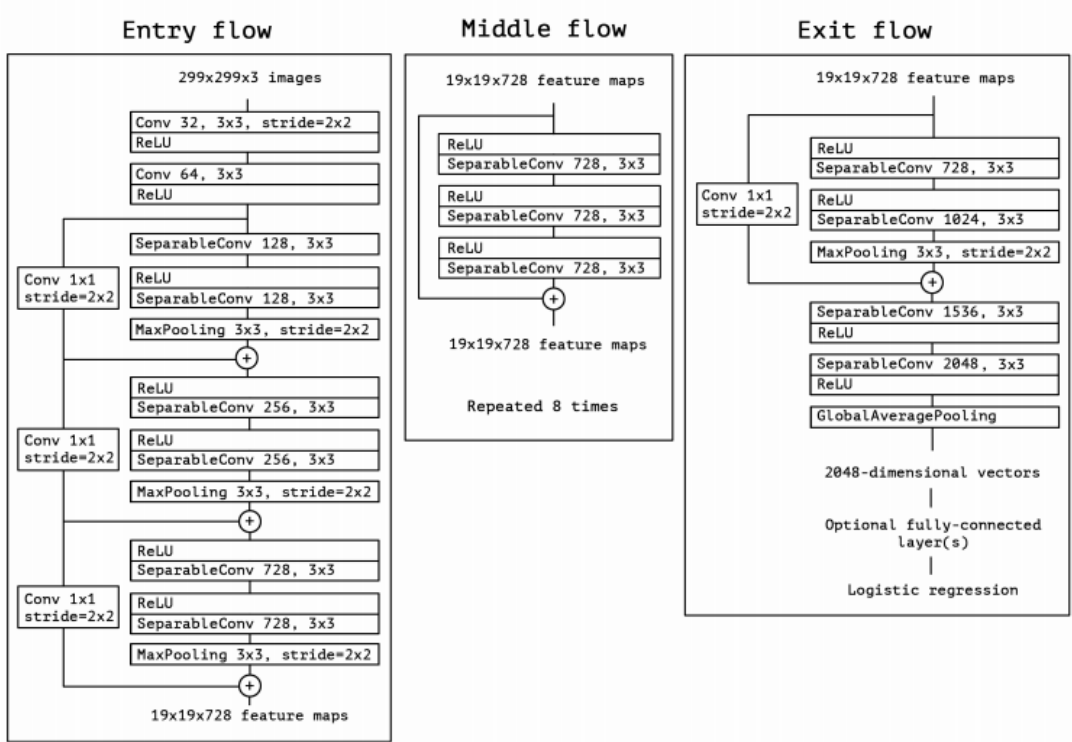 Entry flow
299x299x3 images
Conv 32, 3x3, stride=2x2
ReLU
Conv 64, 3x3
ReLU
SeparableConv 128, 3x3
Conv 1x1
stride=2x2
ReLU
SeparableConv 128, 3x3
MaxPooling 3x3, stride=2x2
+
ReLU
SeparableConv 256, 3x3
Conv 1x1
stride=2x2
ReLU
SeparableConv 256, 3x3
MaxPooling 3x3, stride=2x2
+
ReLU
SeparableConv 728, 3x3
Conv 1x1
stride=2x2
ReLU
SeparableConv 728, 3x3
MaxPooling 3x3, stride=2x2
+
19x19x728 feature maps
Middle flow
19x19x728 feature maps
ReLU
SeparableConv 728, 3x3
ReLU
SeparableConv 728, 3x3
ReLU
SeparableConv 728, 3x3
+
19x19x728 feature maps
Repeated 8 times
Exit flow
19x19x728 feature maps
ReLU
SeparableConv 728, 3x3
Conv 1x1
stride=2x2
ReLU
SeparableConv 1024, 3x3
MaxPooling 3x3, stride=2x2
+
SeparableConv 1536, 3x3
ReLU
SeparableConv 2048, 3x3
ReLU
GlobalAveragePooling
2048-dimensional vectors
Optional fully-connected
layer(s)
Logistic regression